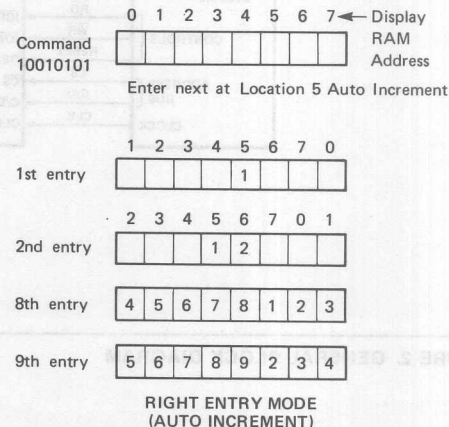 0 1 2 3 4 5 6 7 Display
Command RAM
10010101 Address
Enter next at Location 5 Auto Increment
1 2 3 4 5 6 7 0
1st entry 1
2 3 4 5 6 7 0 1
2nd entry 1 2
8th entry 4 5 6 7 8 1 2 3
9th entry 5 6 7 8 9 2 3 4
RIGHT ENTRY MODE
(AUTO INCREMENT)